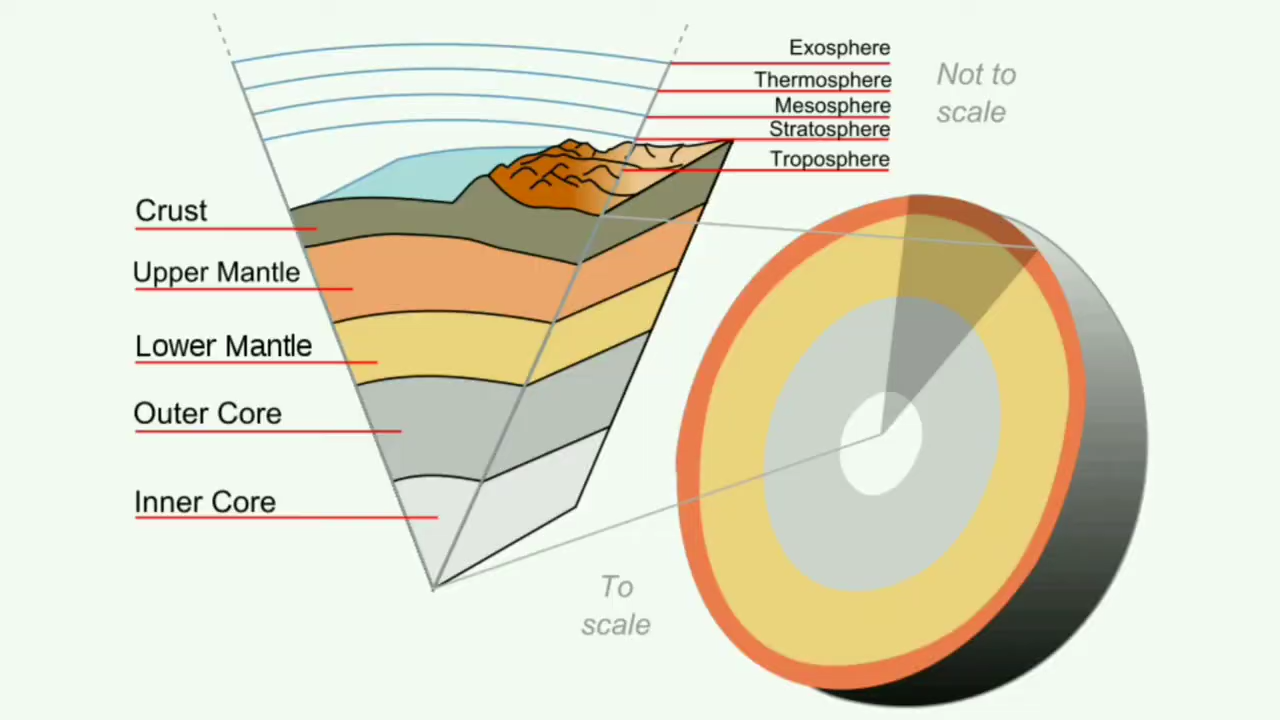 Exosphere
Thermosphere
Mesosphere
Stratosphere
Troposphere
Not to
scale
Crust
Upper Mantle
Lower Mantle
Outer Core
Inner Core
To
scale